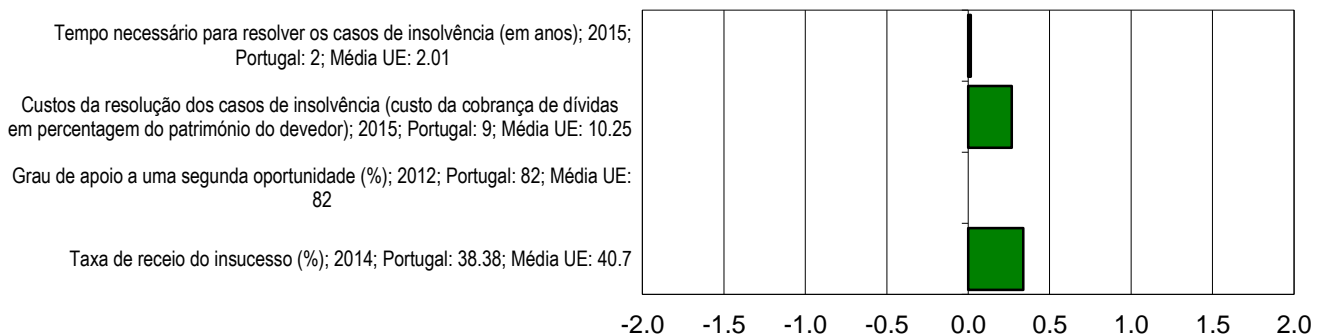 Tempo necessário para resolver os casos de insolvência (em anos); 2015;
Portugal: 2; Média UE: 2.01
Custos da resolução dos casos de insolvência (custo da cobrança de dívidas
em percentagem do património do devedor); 2015; Portugal: 9; Média UE: 10.25
Grau de apoio a uma segunda oportunidade (%); 2012; Portugal: 82; Média UE:
82
Taxa de receio do insucesso (%); 2014; Portugal: 38.38; Média UE: 40.7
-2.0 -1.5 -1.0 -0.5 0.0 0.5 1.0 1.5 2.0